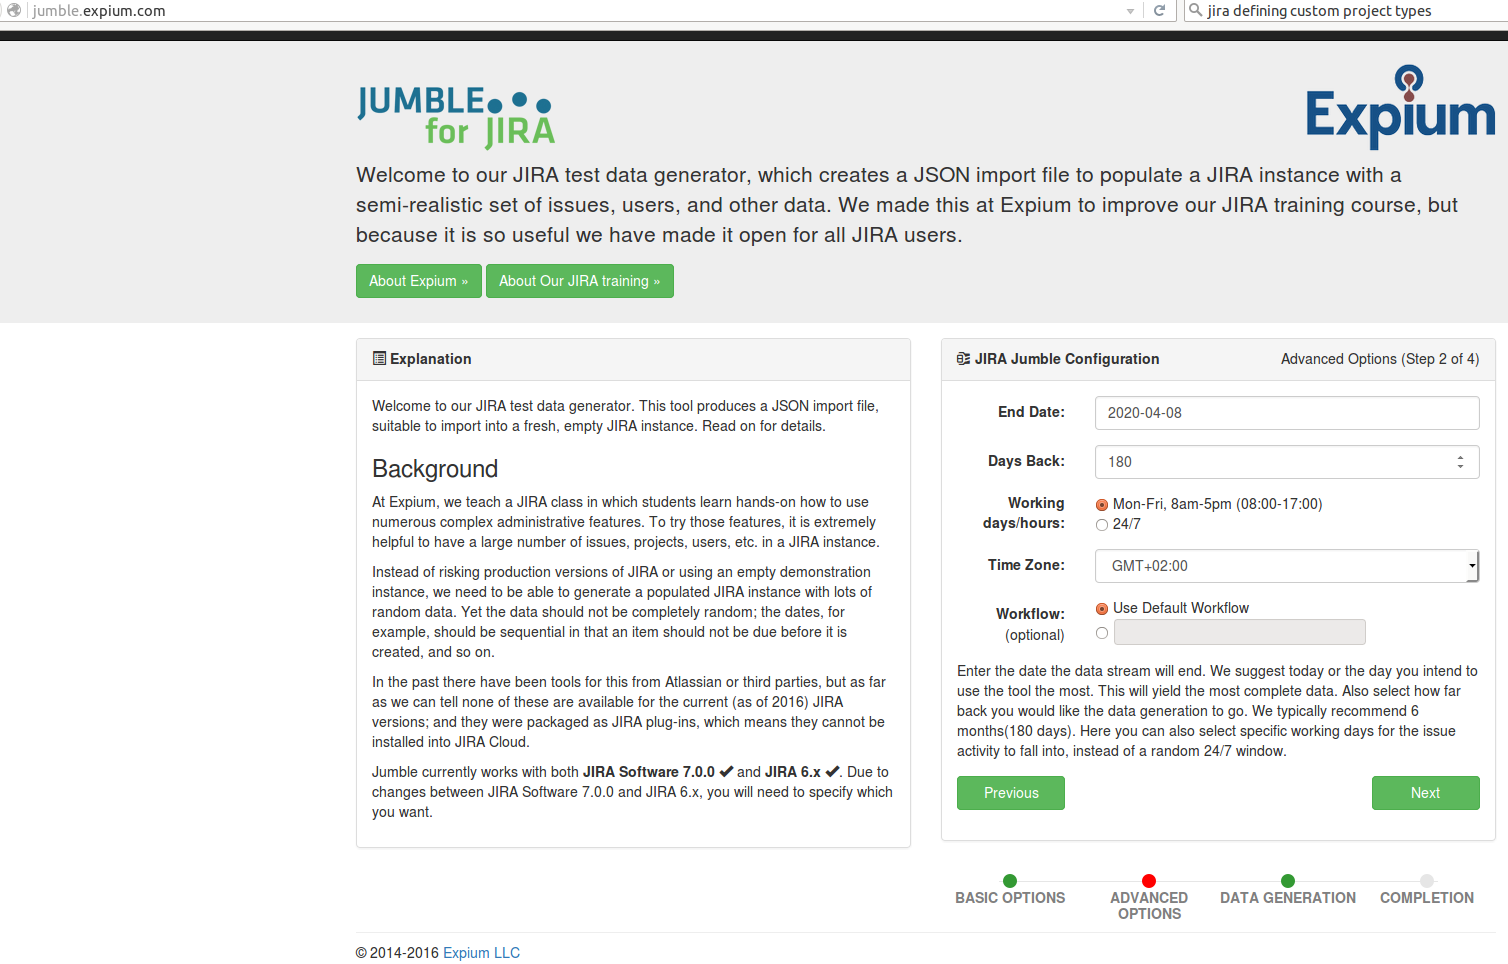 jumble.expium.com
jira defining custom project types
JUMBLE
for JIRA
Expium
Welcome to our JIRA test data generator, which creates a JSON import file to populate a JIRA instance with a
semi-realistic set of issues, users, and other data. We made this at Expium to improve our JIRA training course, but
because it is so useful we have made it open for all JIRA users.
About Expium »
About Our JIRA training »
Explanation
Welcome to our JIRA test data generator. This tool produces a JSON import file,
suitable to import into a fresh, empty JIRA instance. Read on for details.
Background
At Expium, we teach a JIRA class in which students learn hands-on how to use
numerous complex administrative features. To try those features, it is extremely
helpful to have a large number of issues, projects, users, etc. in a JIRA instance.
Instead of risking production versions of JIRA or using an empty demonstration
instance, we need to be able to generate a populated JIRA instance with lots of
random data. Yet the data should not be completely random; the dates, for
example, should be sequential in that an item should not be due before it is
created, and so on.
In the past there have been tools for this from Atlassian or third parties, but as far
as we can tell none of these are available for the current (as of 2016) JIRA
versions; and they were packaged as JIRA plug-ins, which means they cannot be
installed into JIRA Cloud.
Jumble currently works with both JIRA Software 7.0.0 ✔ and JIRA 6.x ✔. Due to
changes between JIRA Software 7.0.0 and JIRA 6.x, you will need to specify which
you want.
JIRA Jumble Configuration
Advanced Options (Step 2 of 4)
End Date:
2020-04-08
Days Back:
180
Working
days/hours:
Mon-Fri, 8am-5pm (08:00-17:00)
24/7
Time Zone:
GMT+02:00
Workflow:
(optional)
Use Default Workflow
Enter the date the data stream will end. We suggest today or the day you intend to
use the tool the most. This will yield the most complete data. Also select how far
back you would like the data generation to go. We typically recommend 6
months(180 days). Here you can also select specific working days for the issue
activity to fall into, instead of a random 24/7 window.
Previous
Next
BASIC OPTIONS
ADVANCED
OPTIONS
DATA GENERATION
COMPLETION
© 2014-2016 Expium LLC